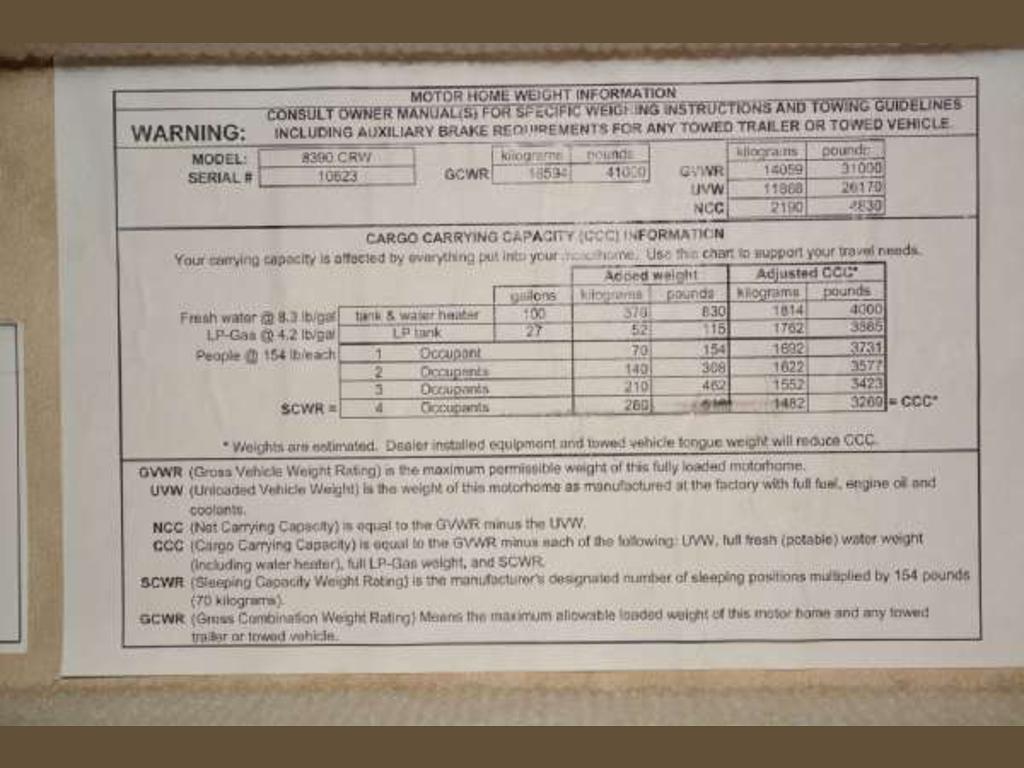 MOTOR HOME WEIGHT INFORMATION
CONSULT OWNER MANUAL(S) FOR SPECIFIC WEIGHING INSTRUCTIONS AND TOWING GUIDELINES
WARNING: INCLUDING AUXILIARY BRAKE REQUIREMENTS FOR ANY TOWED TRAILER OR TOWED VEHICLE.
MODEL: 8390 CRW
SERIAL # 10623
kilograms pounds
GCWR 18594 41000
kilograms pounds
GVWR 14059 31000
UVW 11868 26170
NCC 2190 4830
CARGO CARRYING CAPACITY (CCC) INFORMATION
Your carrying capacity is affected by everything put into your motorhome. Use this chart to support your travel needs.
Added weight Adjusted CCC*
gallons kilograms pounds kilograms pounds
Fresh water @ 8.3 lb/gal tank & water heater 100 376 830 1814 4000
LP-Gas @ 4.2 lb/gal LP tank 27 52 115 1762 3885
People @ 154 lb/each 1 Occupant 70 154 1692 3731
2 Occupants 140 308 1622 3577
3 Occupants 210 462 1552 3423
SCWR = 4 Occupants 280 1482 3269 = CCC*
* Weights are estimated. Dealer installed equipment and towed vehicle tongue weight will reduce CCC.
GVWR (Gross Vehicle Weight Rating) is the maximum permissible weight of this fully loaded motorhome.
UVW (Unloaded Vehicle Weight) is the weight of this motorhome as manufactured at the factory with full fuel, engine oil and
coolants.
NCC (Net Carrying Capacity) is equal to the GVWR minus the UVW.
CCC (Cargo Carrying Capacity) is equal to the GVWR minus each of the following: UVW, full fresh (potable) water weight
(including water heater), full LP-Gas weight, and SCWR.
SCWR (Sleeping Capacity Weight Rating) is the manufacturer's designated number of sleeping positions multiplied by 154 pounds
(70 kilograms).
GCWR (Gross Combination Weight Rating) Means the maximum allowable loaded weight of this motor home and any towed
trailer or towed vehicle.